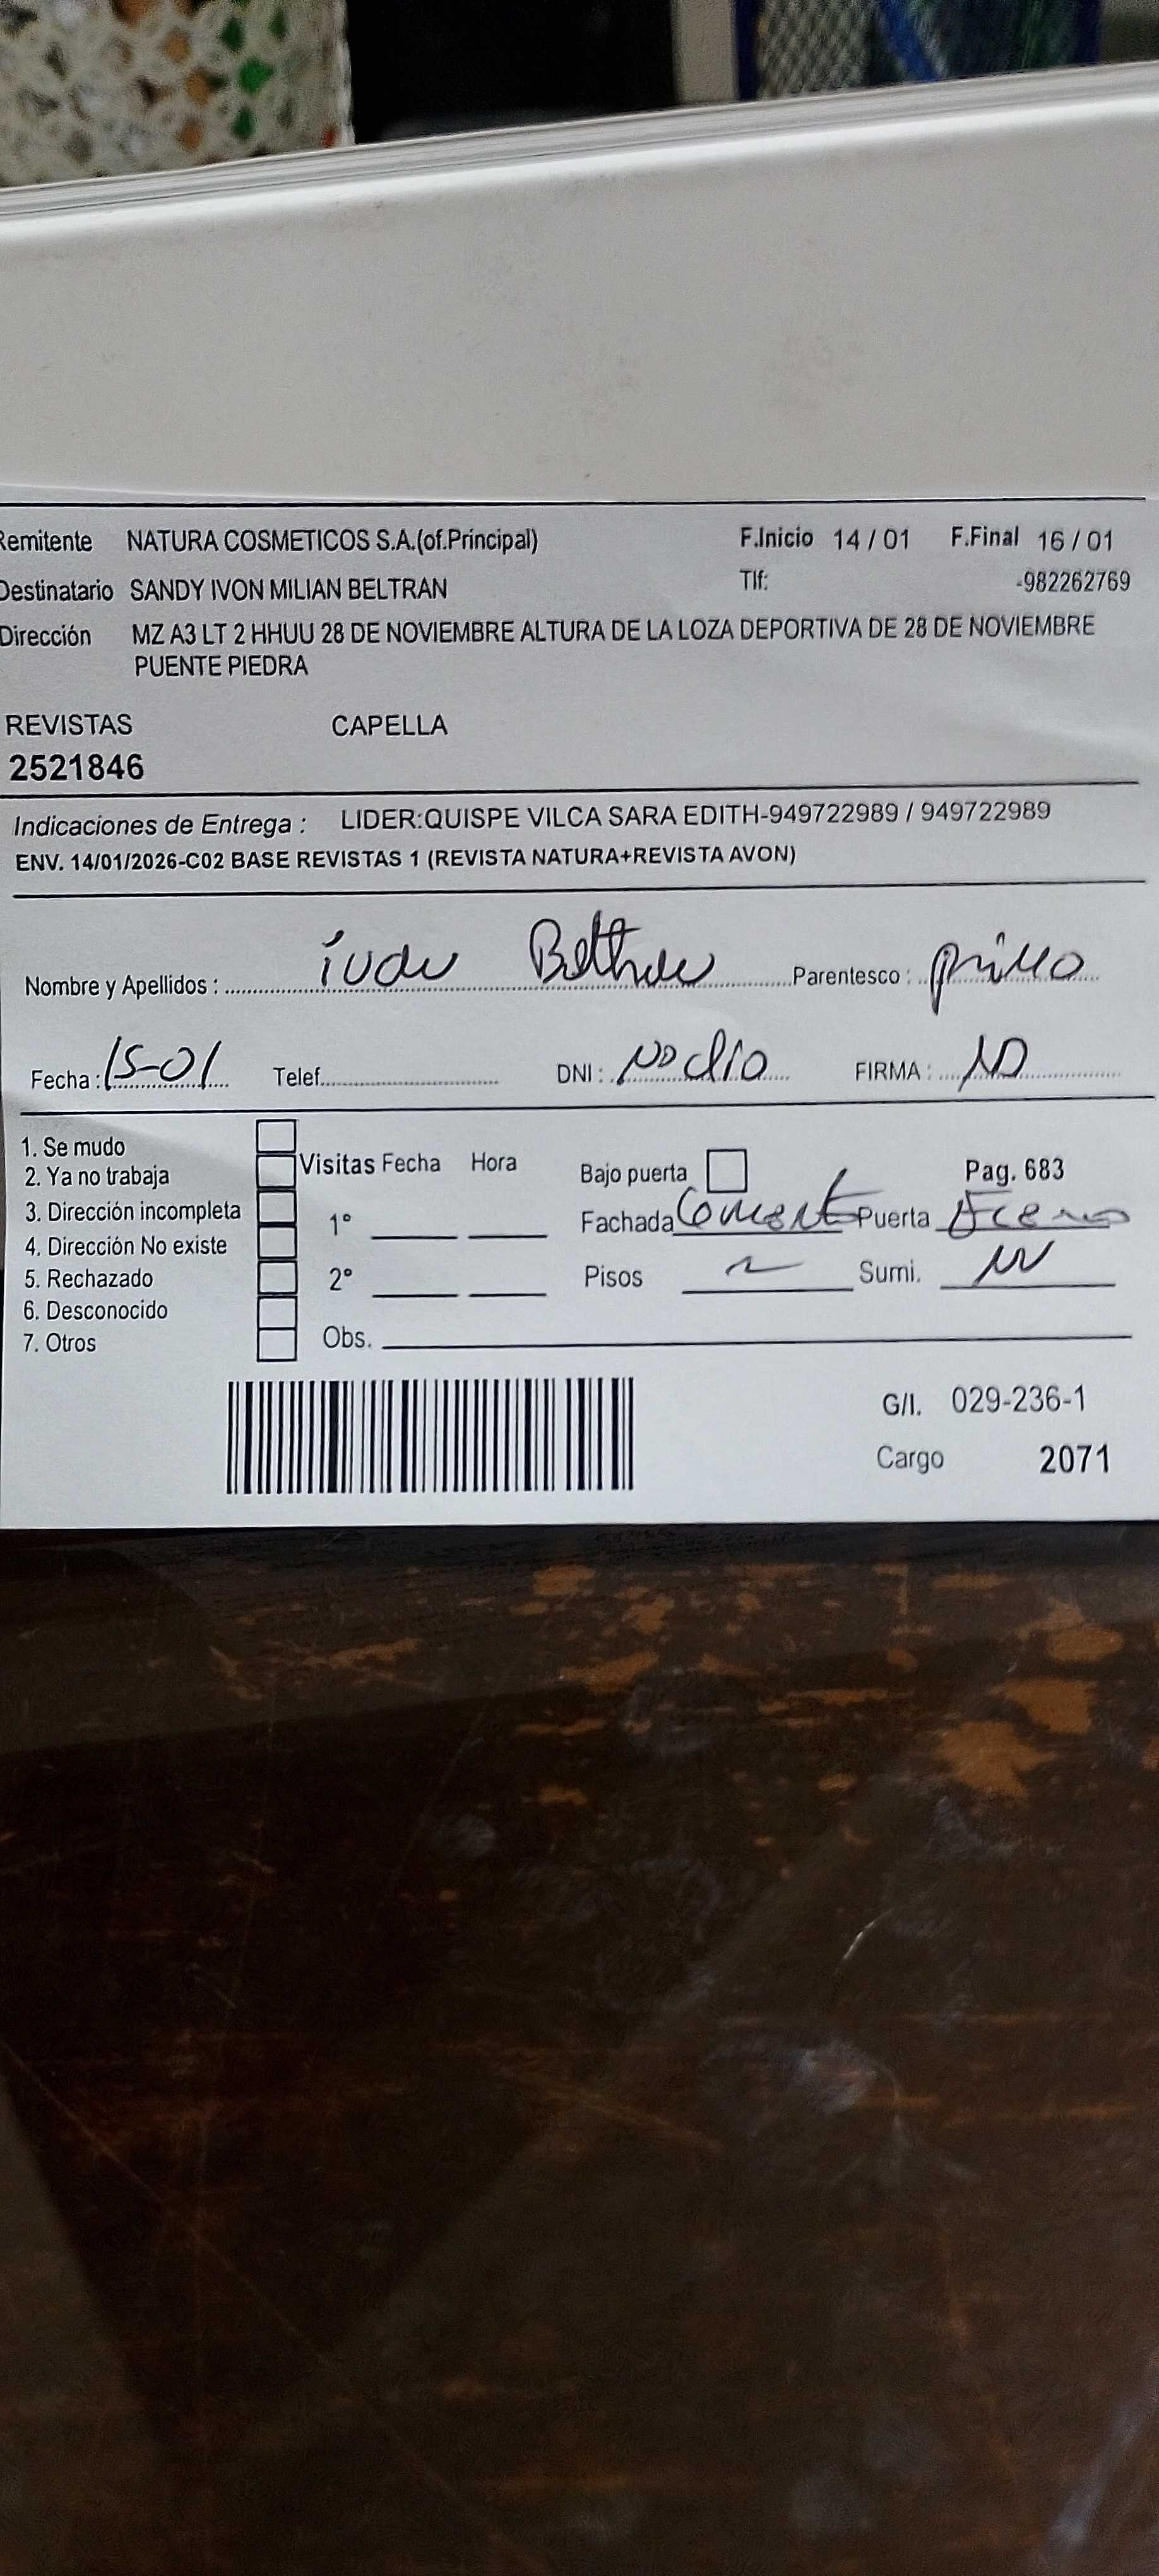 Remitente NATURA COSMETICOS S.A.(of.Principal) F.Inicio 14 / 01 F.Final 16 / 01
Destinatario SANDY IVON MILIAN BELTRAN Tlf: -982262769
Dirección MZ A3 LT 2 HHUU 28 DE NOVIEMBRE ALTURA DE LA LOZA DEPORTIVA DE 28 DE NOVIEMBRE
PUENTE PIEDRA
REVISTAS CAPELLA
2521846
Indicaciones de Entrega : LIDER:QUISPE VILCA SARA EDITH-949722989 / 949722989
ENV. 14/01/2026-C02 BASE REVISTAS 1 (REVISTA NATURA+REVISTA AVON)
Nombre y Apellidos : Parentesco : primo
Fecha : 15-01 Telef. DNI : NO dio FIRMA :
1. Se mudo
2. Ya no trabaja
3. Dirección incompleta
4. Dirección No existe
5. Rechazado
6. Desconocido
7. Otros
Visitas Fecha Hora
1°
2°
Bajo puerta Pag. 683
Fachada Puerta
Pisos Sumi.
Obs.
G/I. 029-236-1
Cargo 2071